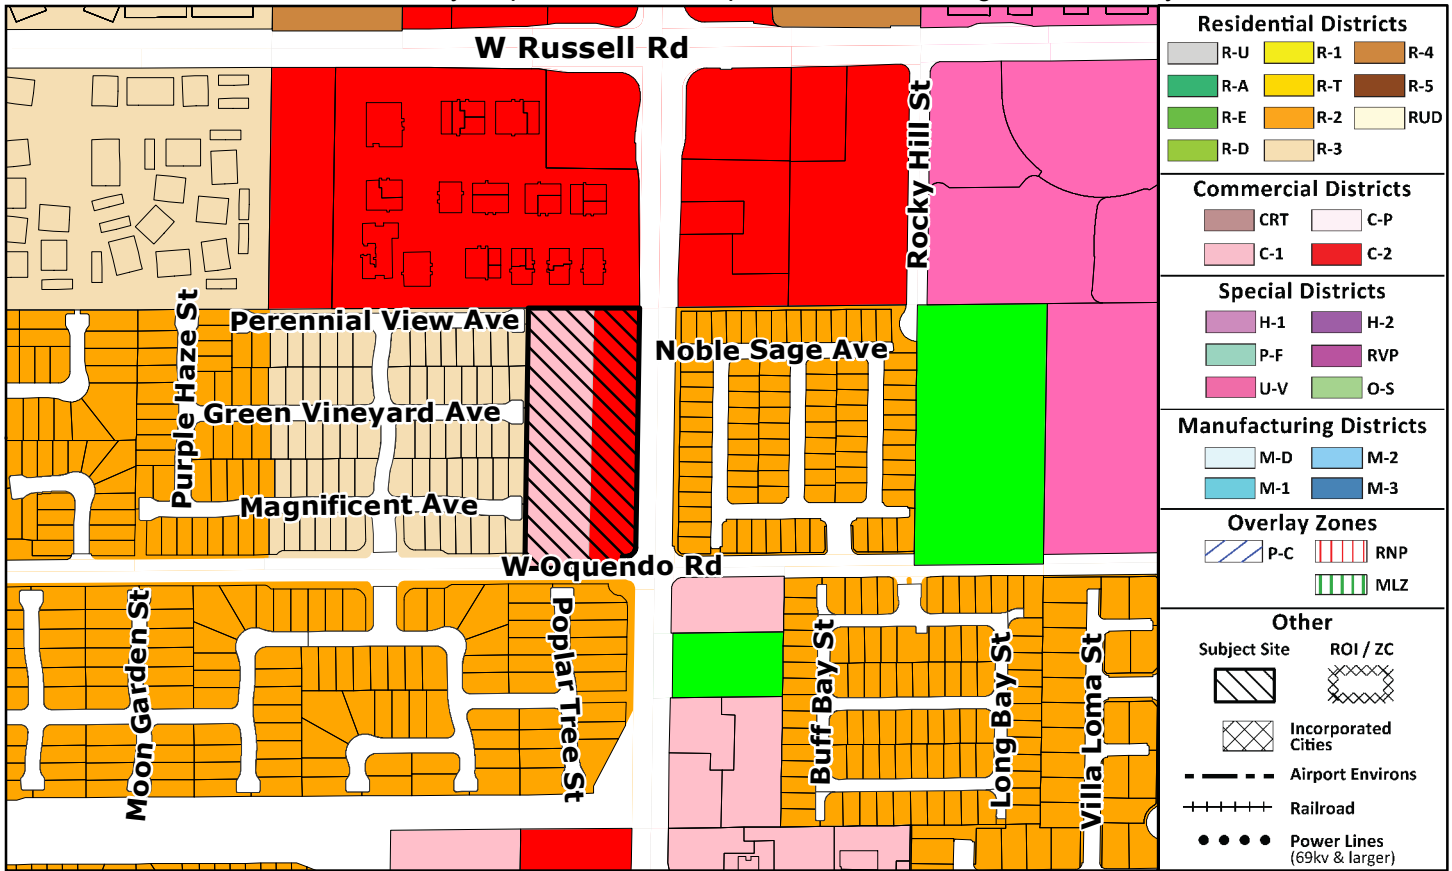 W Russell Rd
Rocky Hill St
Purple Haze St
Perennial View Ave
Noble Sage Ave
Green Vineyard Ave
Magnificent Ave
W Oquendo Rd
Moon Garden St
Poplar Tree St
Buff Bay St
Long Bay St
Villa Loma St
Residential Districts
R-U R-1 R-4
R-A R-T R-5
R-E R-2 RUD
R-D R-3
Commercial Districts
CRT C-P
C-1 C-2
Special Districts
H-1 H-2
P-F RVP
U-V O-S
Manufacturing Districts
M-D M-2
M-1 M-3
Overlay Zones
P-C RNP
MLZ
Other
Subject Site ROI / ZC
Incorporated
Cities
Airport Environs
Railroad
Power Lines
(69kv & larger)